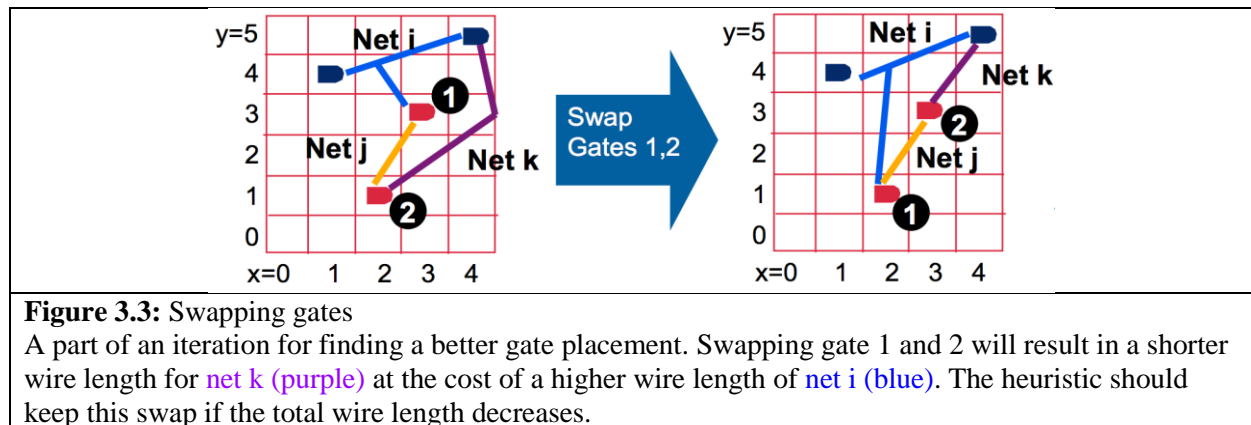 y=5
Net i
4
3
1
2
Net j
Net k
1
2
0
x=0 1 2 3 4
Swap
Gates 1,2
y=5
Net i
4
Net k
3
2
2
Net j
1
1
0
x=0 1 2 3 4
Figure 3.3: Swapping gates
A part of an iteration for finding a better gate placement. Swapping gate 1 and 2 will result in a shorter
wire length for net k (purple) at the cost of a higher wire length of net i (blue). The heuristic should
keep this swap if the total wire length decreases.